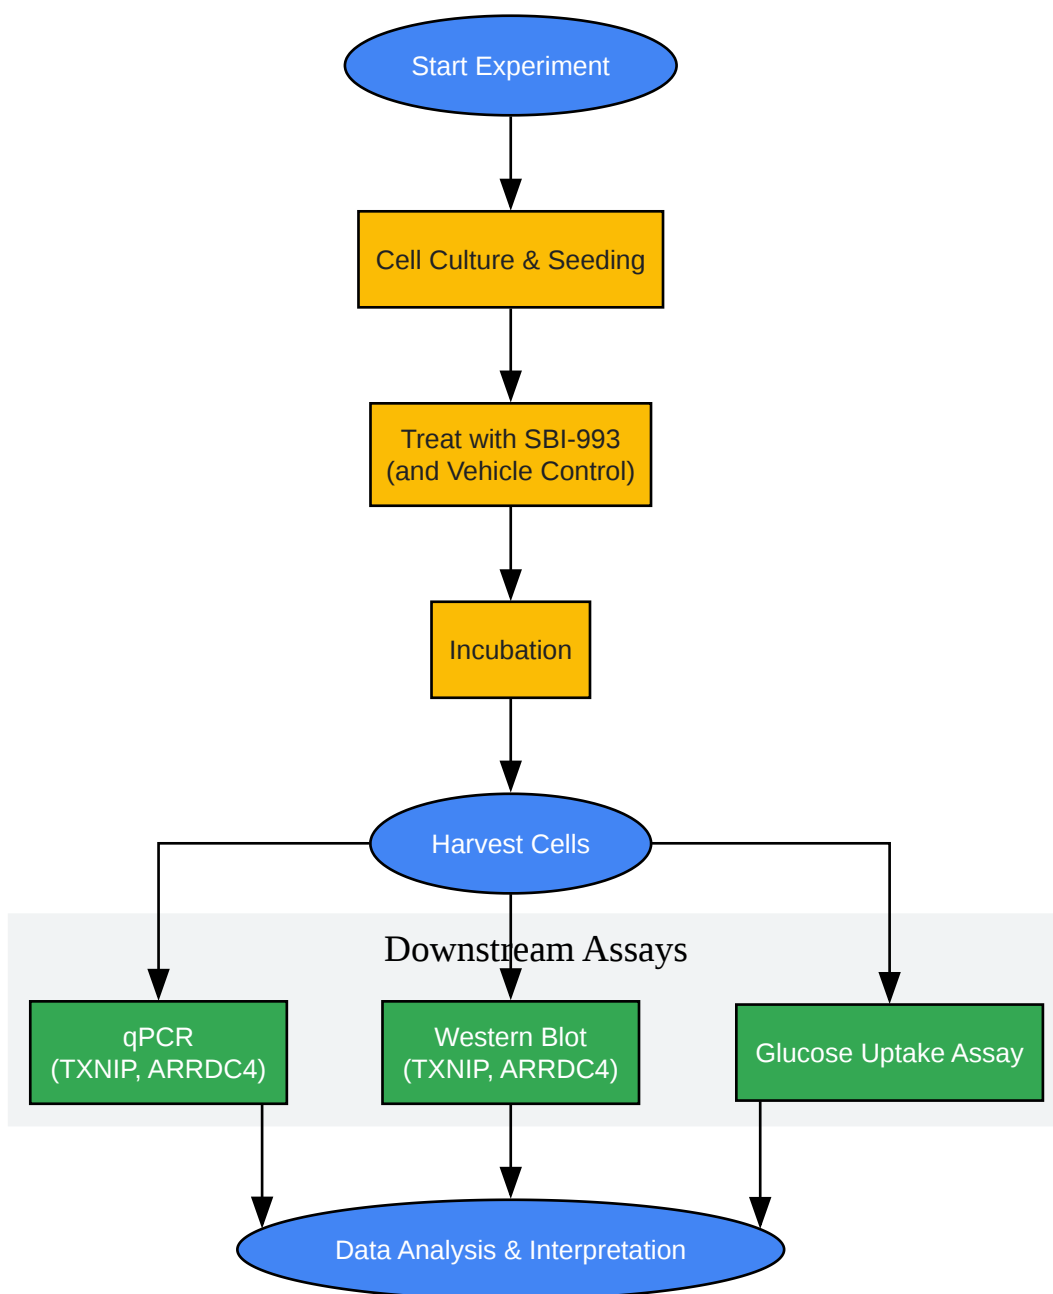 Start Experiment
Cell Culture & Seeding
Treat with SBI-993
(and Vehicle Control)
Incubation
Harvest Cells
Downstream Assays
qPCR
(TXNIP, ARRDC4)
Western Blot
(TXNIP, ARRDC4)
Glucose Uptake Assay
Data Analysis & Interpretation